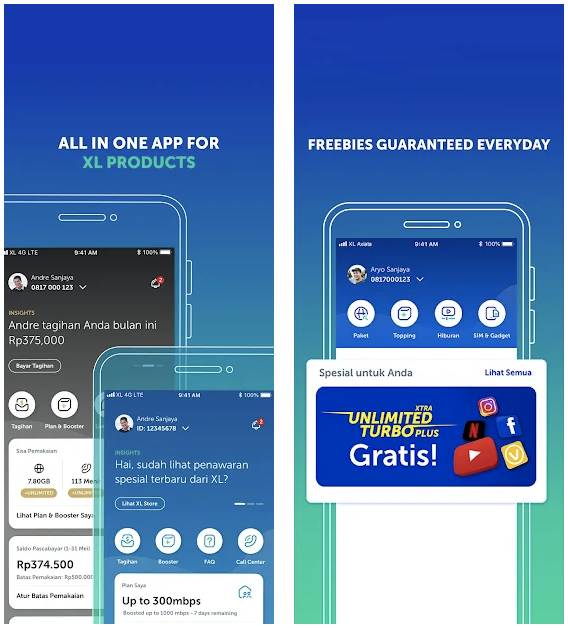 ALL IN ONE APP FOR
XL PRODUCTS
XL 4G LTE 9:41 AM 100%
Andre Sanjaya
0817 000 123
2
INSIGHTS
Andre tagihan Anda bulan ini
Rp375,000
Bayar Tagihan
Tagihan Plan & Booster
Sisa Pemakaian
7.80GB 113
+UNLIMITED
Lihat Plan & Booster Saya
Saldo Pascabayar (1-31 Mei)
Rp374.500
Batas Pemakaian: Rp500.000
Atur Batas Pemakaian
XL 4G LTE 9:41 AM 100%
Andre Sanjaya
ID: 12345678
2
INSIGHTS
Hai, sudah lihat penawaran
spesial terbaru dari XL?
Lihat XL Store
Tagihan Booster FAQ Call Center
Plan Saya
Up to 300mbps
Boosted up to 1000 mbps - 7 days remaining
FREEBIES GUARANTEED EVERYDAY
XL Axiata 9:41 AM 100%
Aryo Sanjaya
0817000123
Paket Topping Hiburan SIM & Gadget
Spesial untuk Anda Lihat Semua
XTRA
UNLIMITED
TURBO PLUS
Gratis!